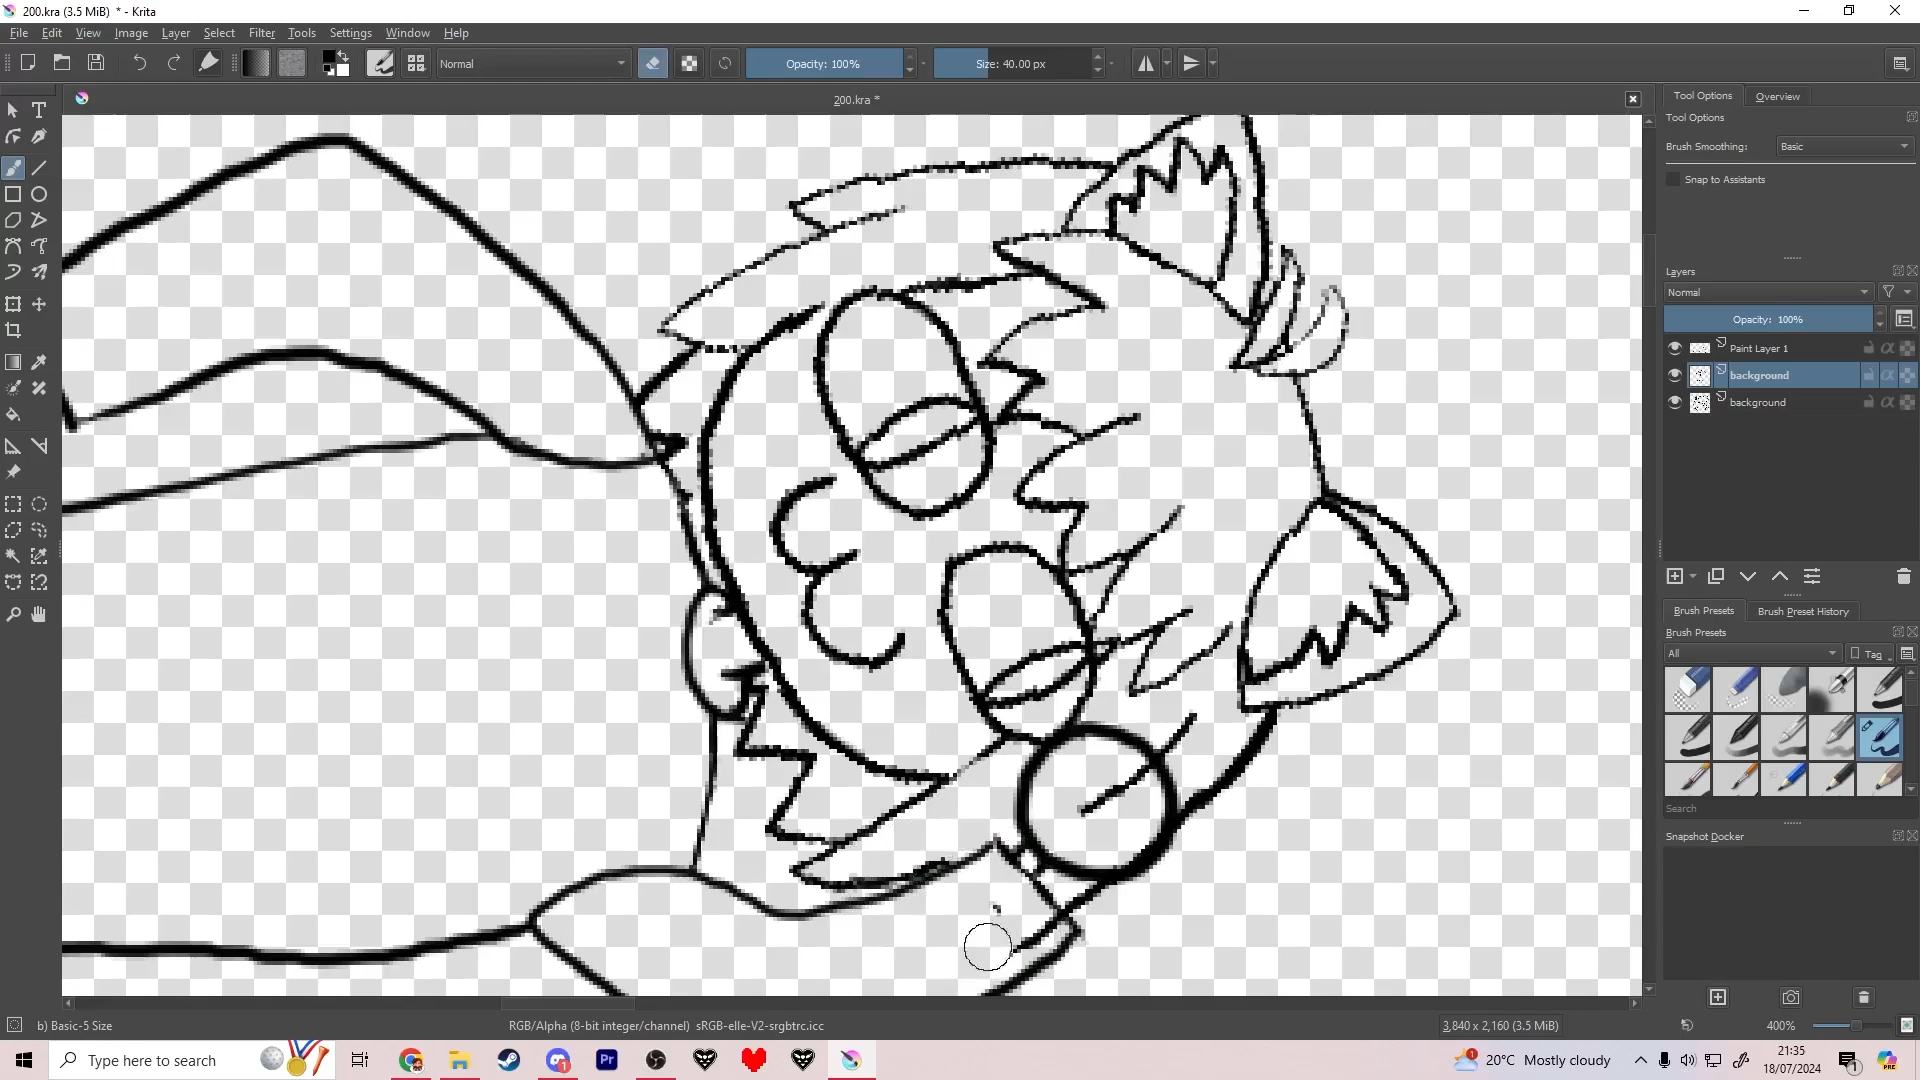 200.kra (3.5 MiB) * - Krita
File Edit View Image Layer Select Filter Tools Settings Window Help
Normal
Opacity: 100%
Size: 40.00 px
200.kra *
Tool Options Overview
Tool Options
Brush Smoothing: Basic
Snap to Assistants
Layers
Normal
Opacity: 100%
Paint Layer 1
background
background
Brush Presets Brush Preset History
Brush Presets
All Tag
Search
Snapshot Docker
b) Basic-5 Size
RGB/Alpha (8-bit integer/channel) sRGB-elle-V2-srgbtrc.icc
3,840 x 2,160 (3.5 MiB)
400%
Type here to search
Pr
20°C Mostly cloudy
21:35
18/07/2024